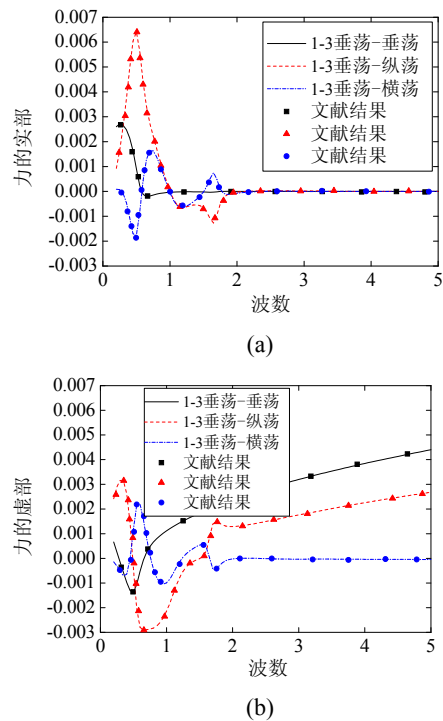 0.007
0.006
0.005
0.004
0.003
0.002
0.001
0.000
-0.001
-0.002
-0.003
力的实部
1-3垂荡-垂荡
1-3垂荡-纵荡
1-3垂荡-横荡
文献结果
文献结果
文献结果
0 1 2 3 4 5
波数
(a)
0.007
0.006
0.005
0.004
0.003
0.002
0.001
0.000
-0.001
-0.002
-0.003
力的虚部
1-3垂荡-垂荡
1-3垂荡-纵荡
1-3垂荡-横荡
文献结果
文献结果
文献结果
0 1 2 3 4 5
波数
(b)